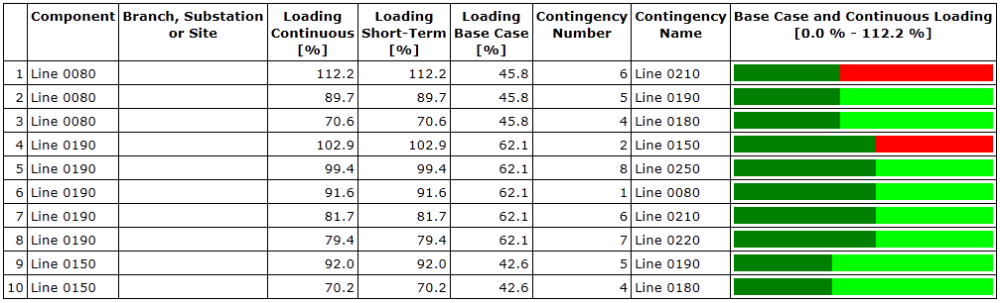 Component Branch, Substation or Site Loading Continuous [%] Loading Short-Term [%] Loading Base Case [%] Contingency Number Contingency Name Base Case and Continuous Loading [0.0 % - 112.2 %]
1 Line 0080 112.2 112.2 45.8 6 Line 0210
2 Line 0080 89.7 89.7 45.8 5 Line 0190
3 Line 0080 70.6 70.6 45.8 4 Line 0180
4 Line 0190 102.9 102.9 62.1 2 Line 0150
5 Line 0190 99.4 99.4 62.1 8 Line 0250
6 Line 0190 91.6 91.6 62.1 1 Line 0080
7 Line 0190 81.7 81.7 62.1 6 Line 0210
8 Line 0190 79.4 79.4 62.1 7 Line 0220
9 Line 0150 92.0 92.0 42.6 5 Line 0190
10 Line 0150 70.2 70.2 42.6 4 Line 0180